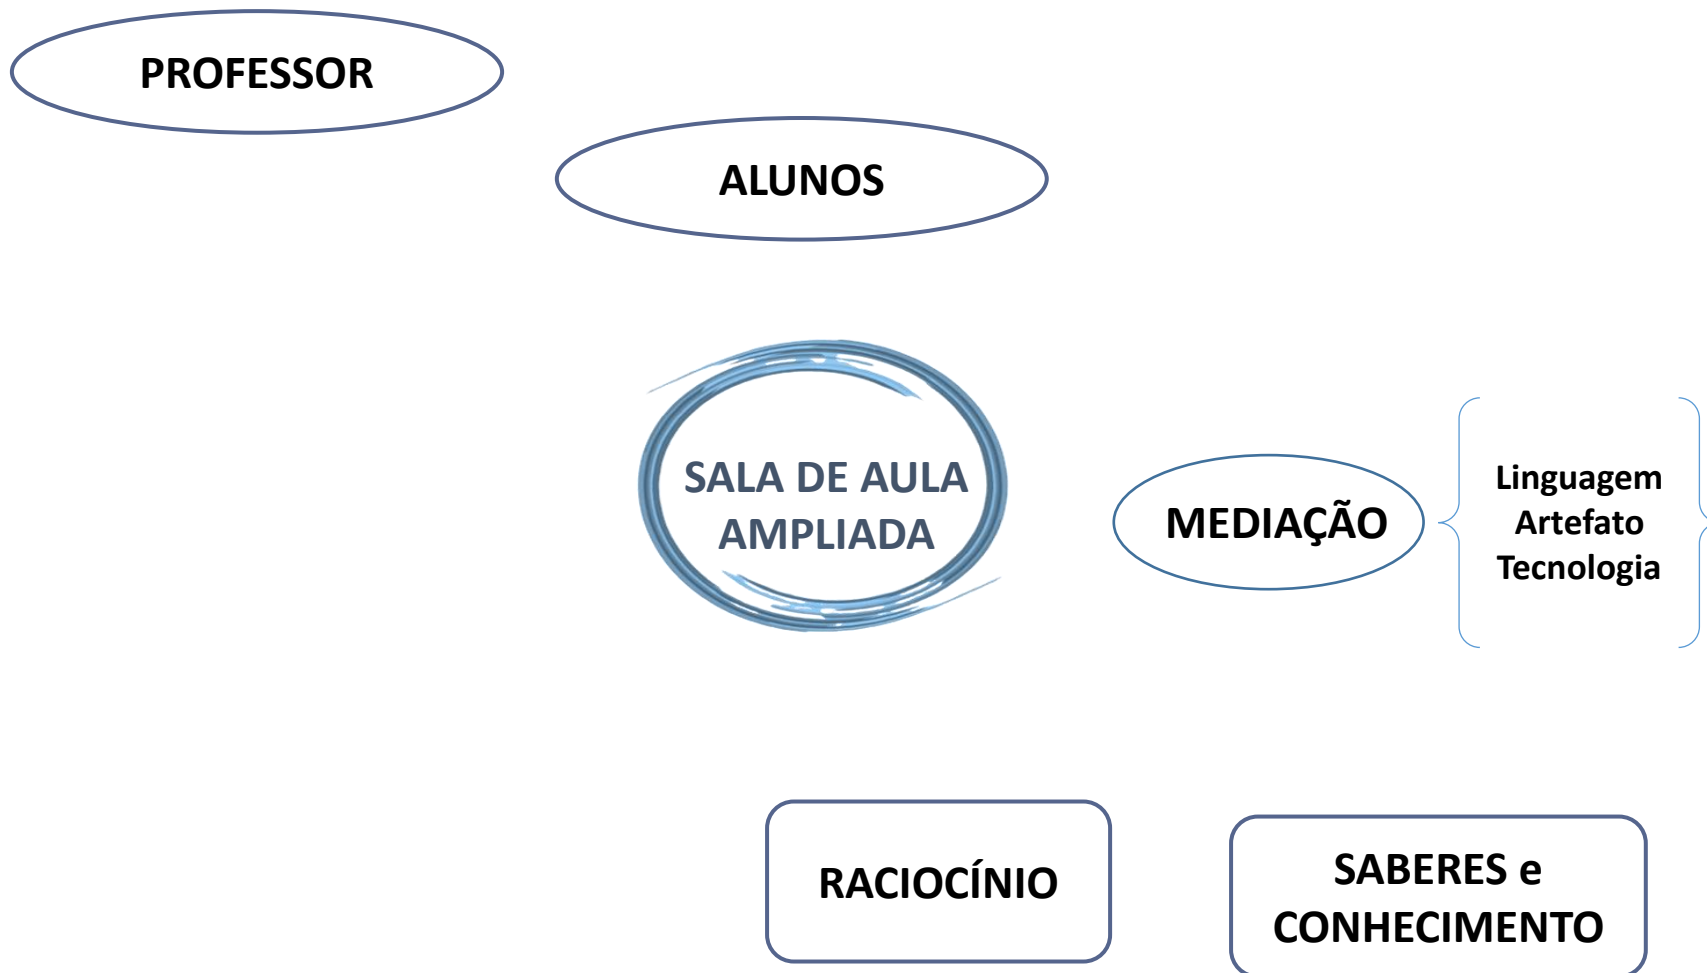 PROFESSOR
ALUNOS
SALA DE AULA
AMPLIADA
MEDIAÇÃO
Linguagem
Artefato
Tecnologia
RACIOCÍNIO
SABERES e
CONHECIMENTO